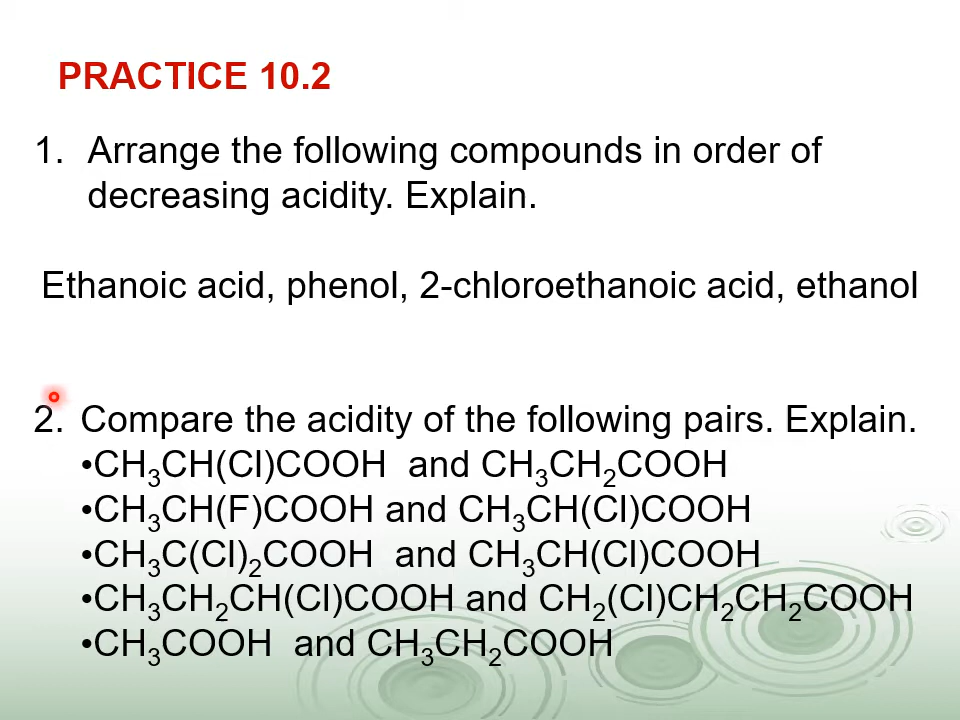 PRACTICE 10.2
1. Arrange the following compounds in order of
decreasing acidity. Explain.
Ethanoic acid, phenol, 2-chloroethanoic acid, ethanol
2. Compare the acidity of the following pairs. Explain.
•CH₃CH(Cl)COOH and CH₃CH₂COOH
•CH₃CH(F)COOH and CH₃CH(Cl)COOH
•CH₃C(Cl)₂COOH and CH₃CH(Cl)COOH
•CH₃CH₂CH(Cl)COOH and CH₂(Cl)CH₂CH₂COOH
•CH₃COOH and CH₃CH₂COOH